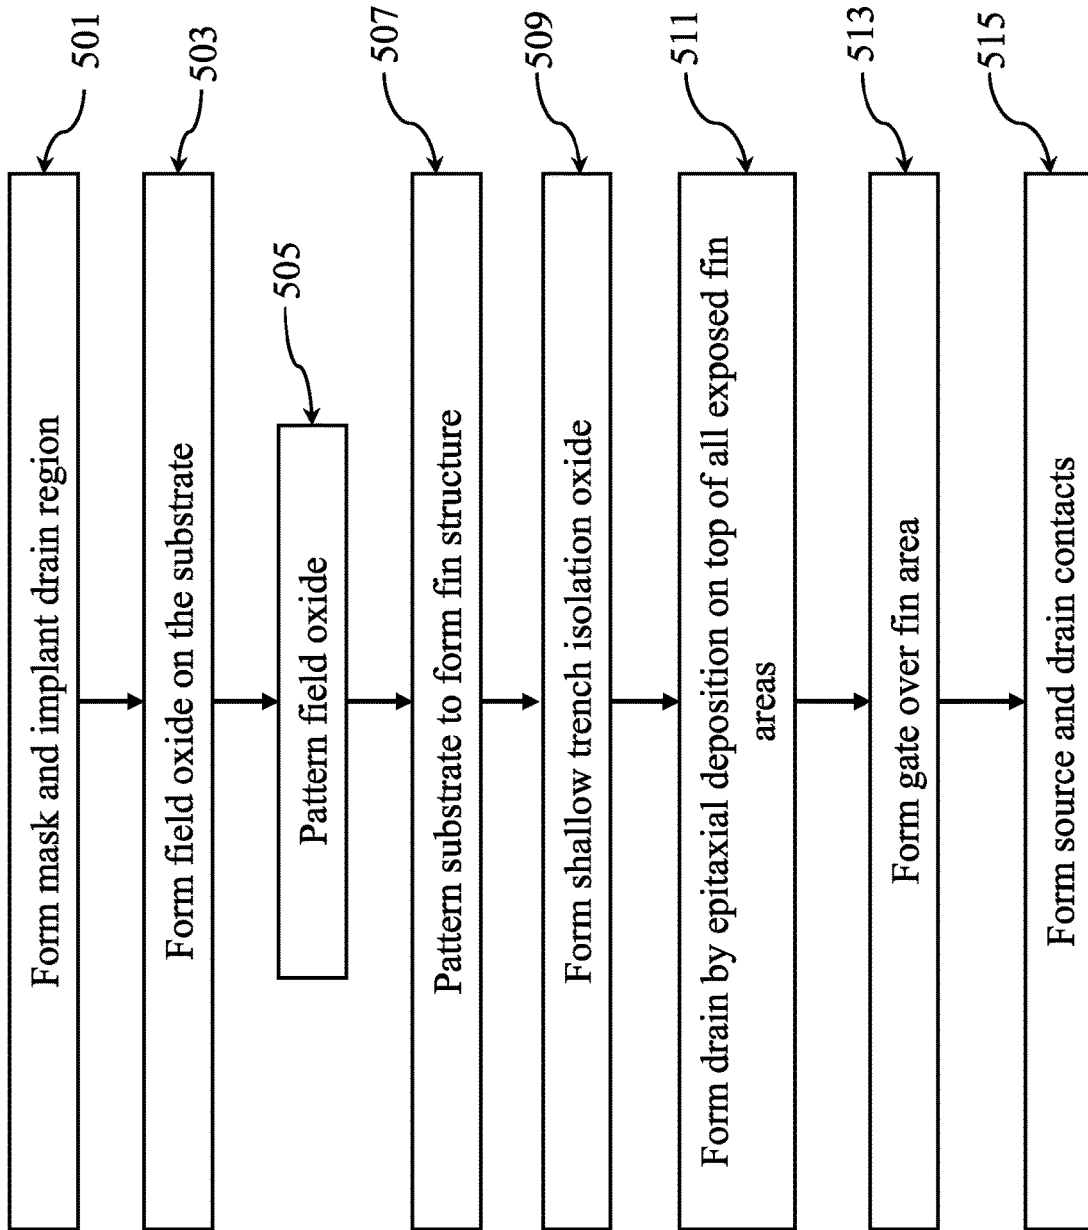 501
Form mask and implant drain region
503
Form field oxide on the substrate
505
Pattern field oxide
507
Pattern substrate to form fin structure
509
Form shallow trench isolation oxide
511
Form drain by epitaxial deposition on top of all exposed fin
areas
513
Form gate over fin area
515
Form source and drain contacts